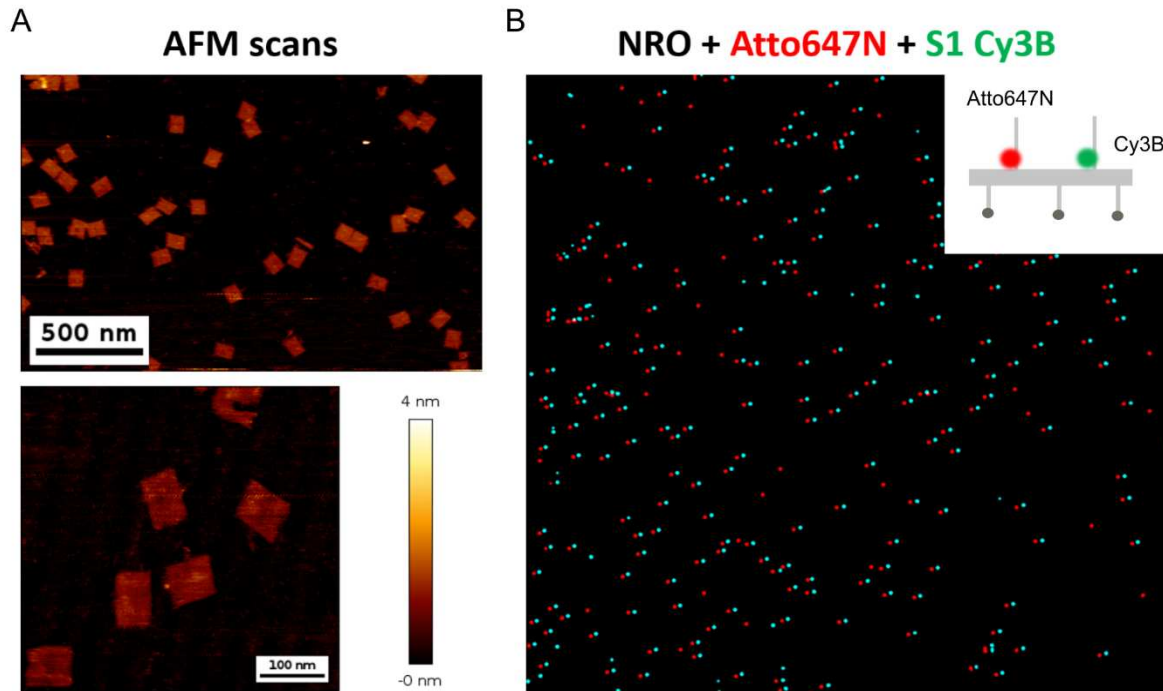 A
AFM scans
500 nm
100 nm
4 nm
-0 nm
B
NRO + Atto647N + S1 Cy3B
Atto647N
Cy3B